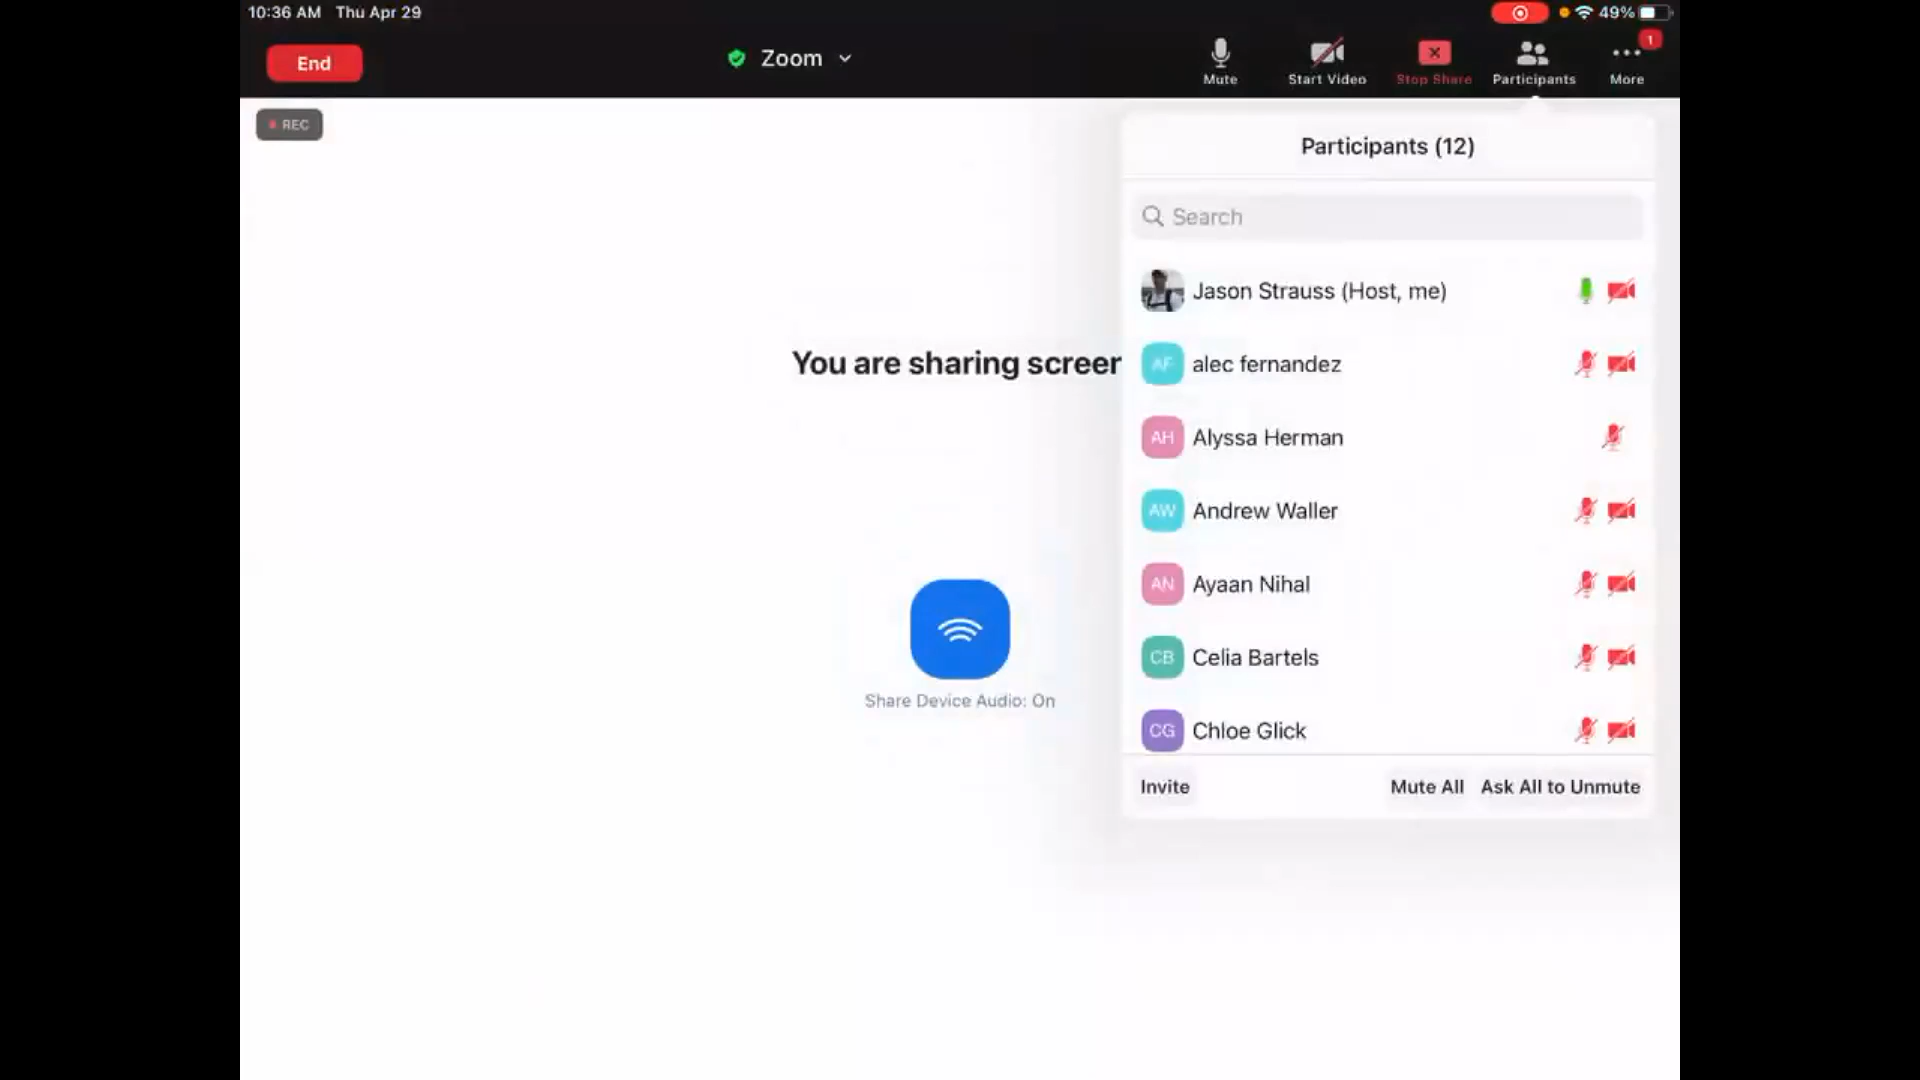 10:36 AM Thu Apr 29
49%
End
Zoom
Mute
Start Video
Stop Share
Participants
1
More
REC
Participants (12)
Search
Jason Strauss (Host, me)
You are sharing screen
AF alec fernandez
AH Alyssa Herman
AW Andrew Waller
AN Ayaan Nihal
CB Celia Bartels
CG Chloe Glick
Share Device Audio: On
Invite
Mute All
Ask All to Unmute